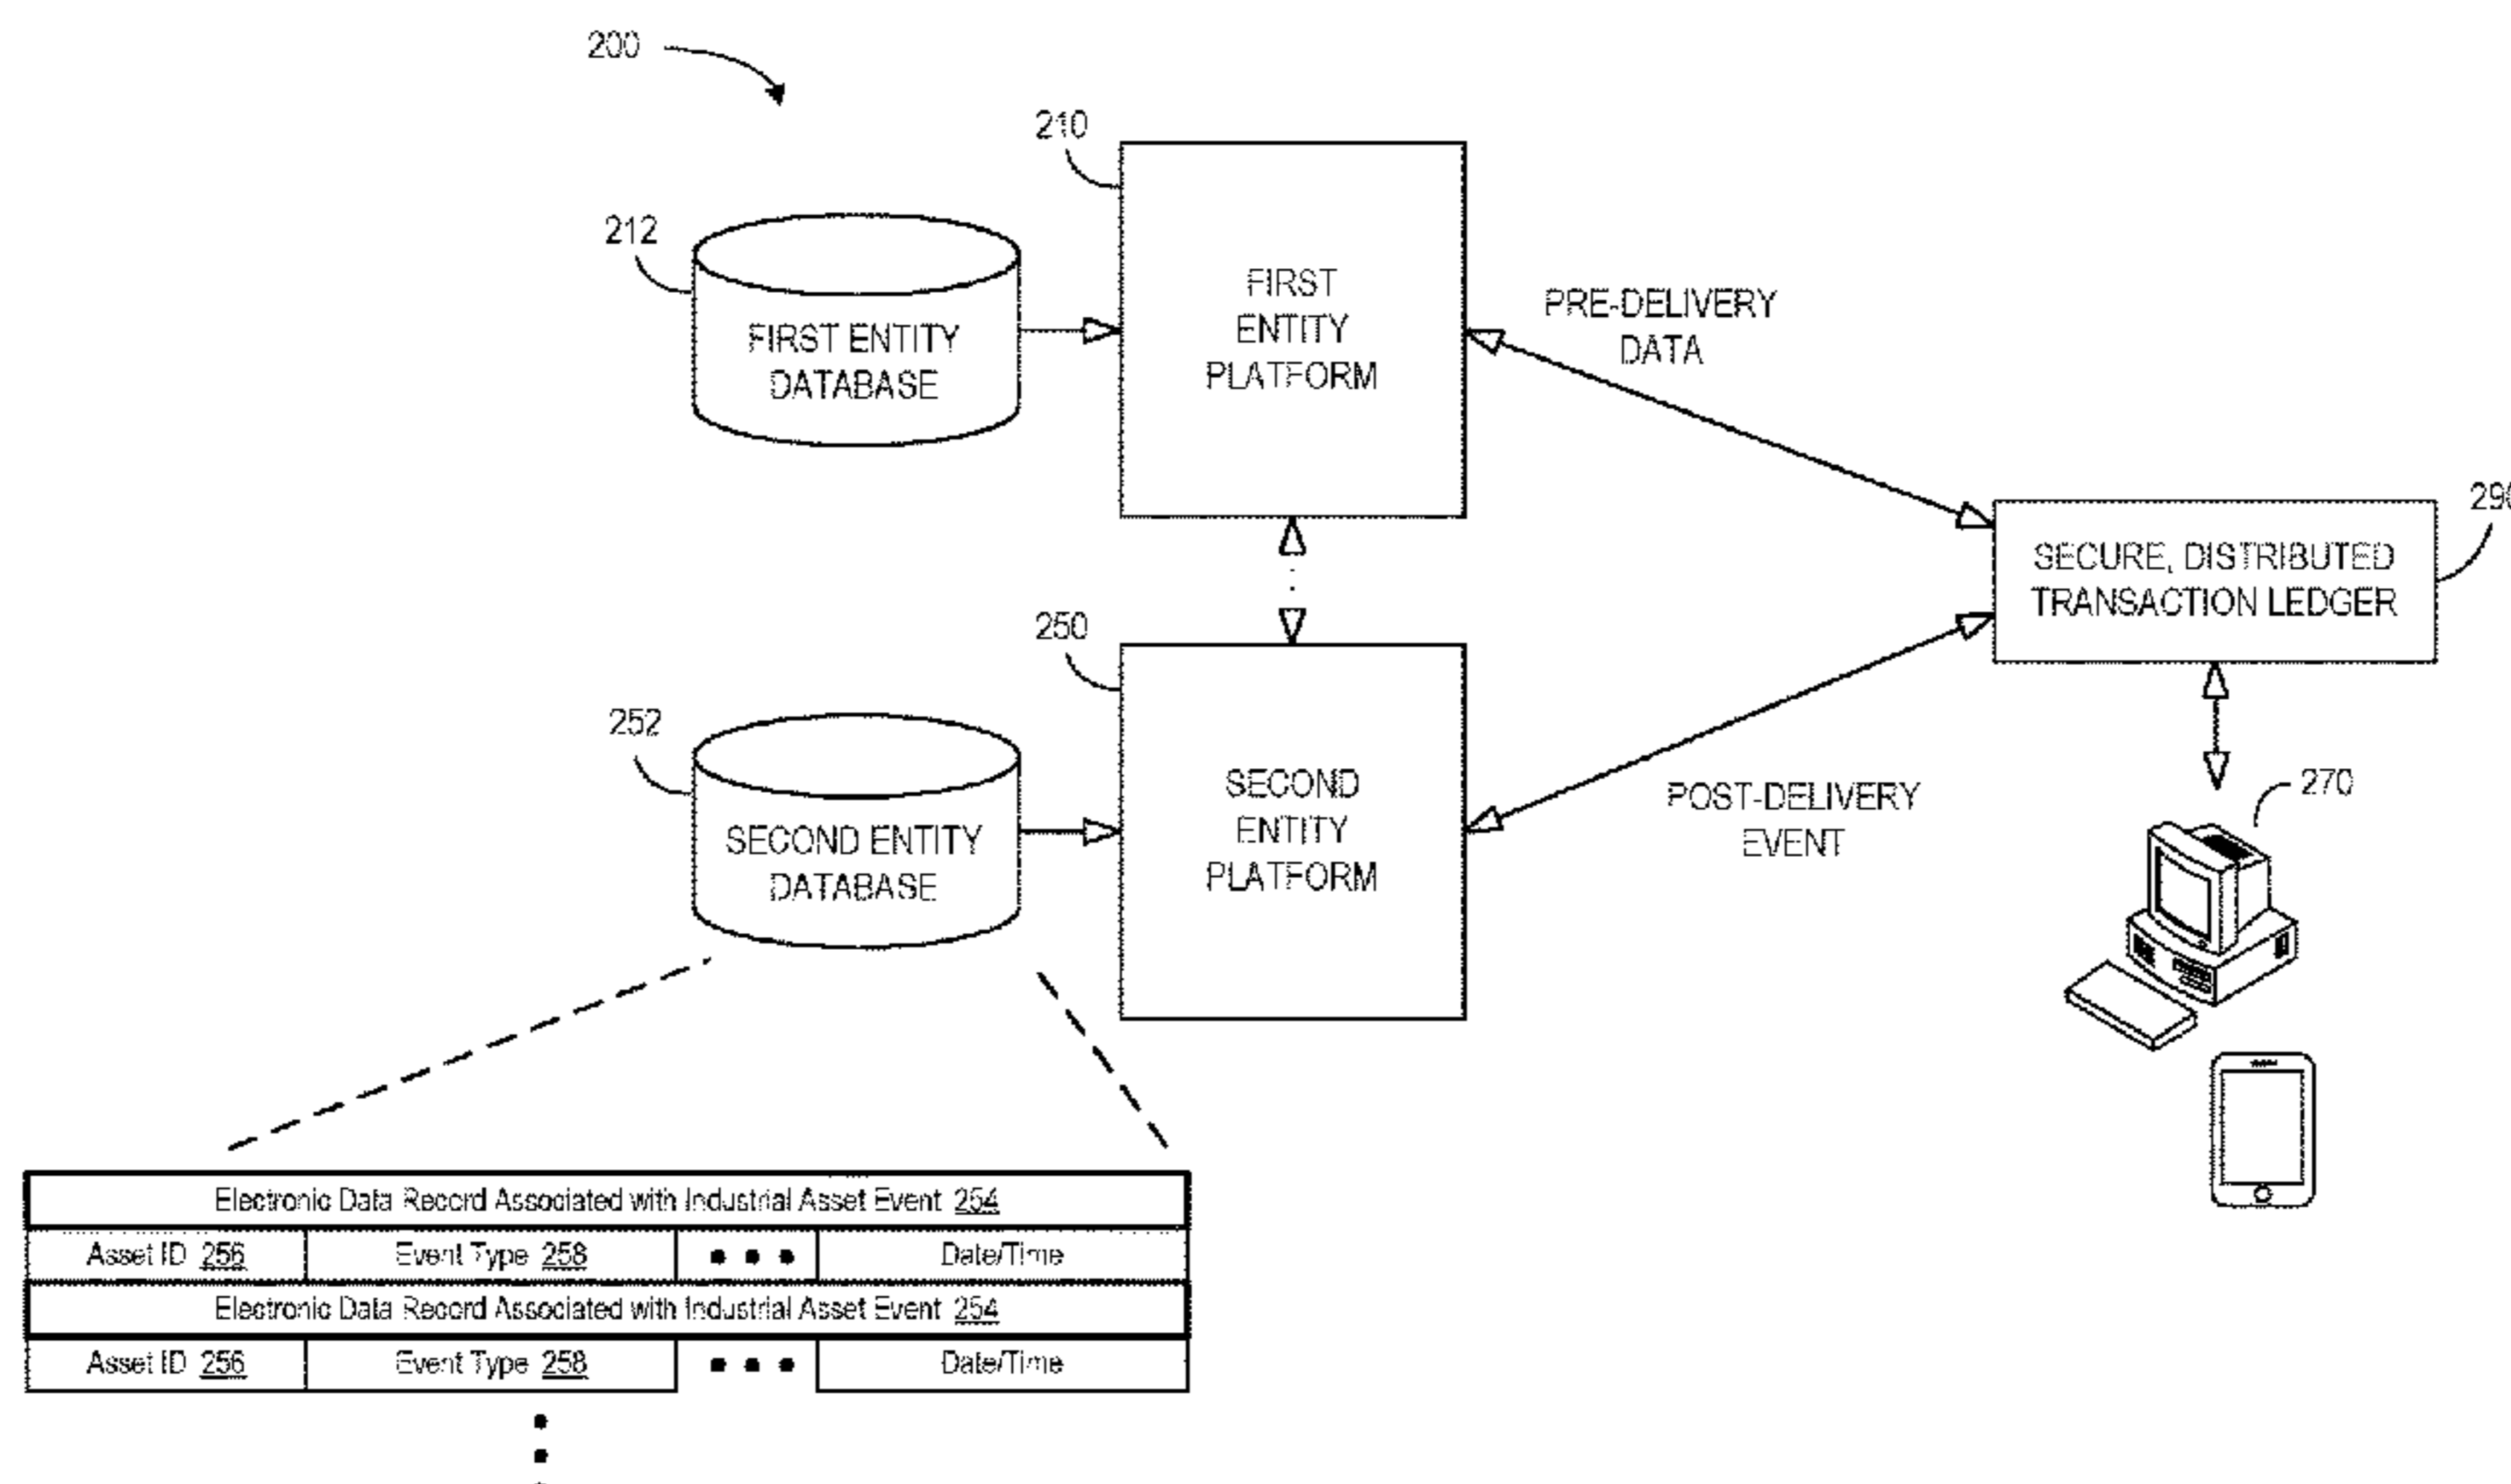 200
210
212
FIRST ENTITY
DATABASE
FIRST
ENTITY
PLATFORM
PRE-DELIVERY
DATA
SECURE, DISTRIBUTED
TRANSACTION LEDGER
250
252
SECOND ENTITY
DATABASE
SECOND
ENTITY
PLATFORM
POST-DELIVERY
EVENT
270
Electronic Data Record Associated with Industrial Asset Event 254
Asset ID 256 Event Type 258 ● ● ● Date/Time
Electronic Data Record Associated with Industrial Asset Event 254
Asset ID 256 Event Type 258 ● ● ● Date/Time